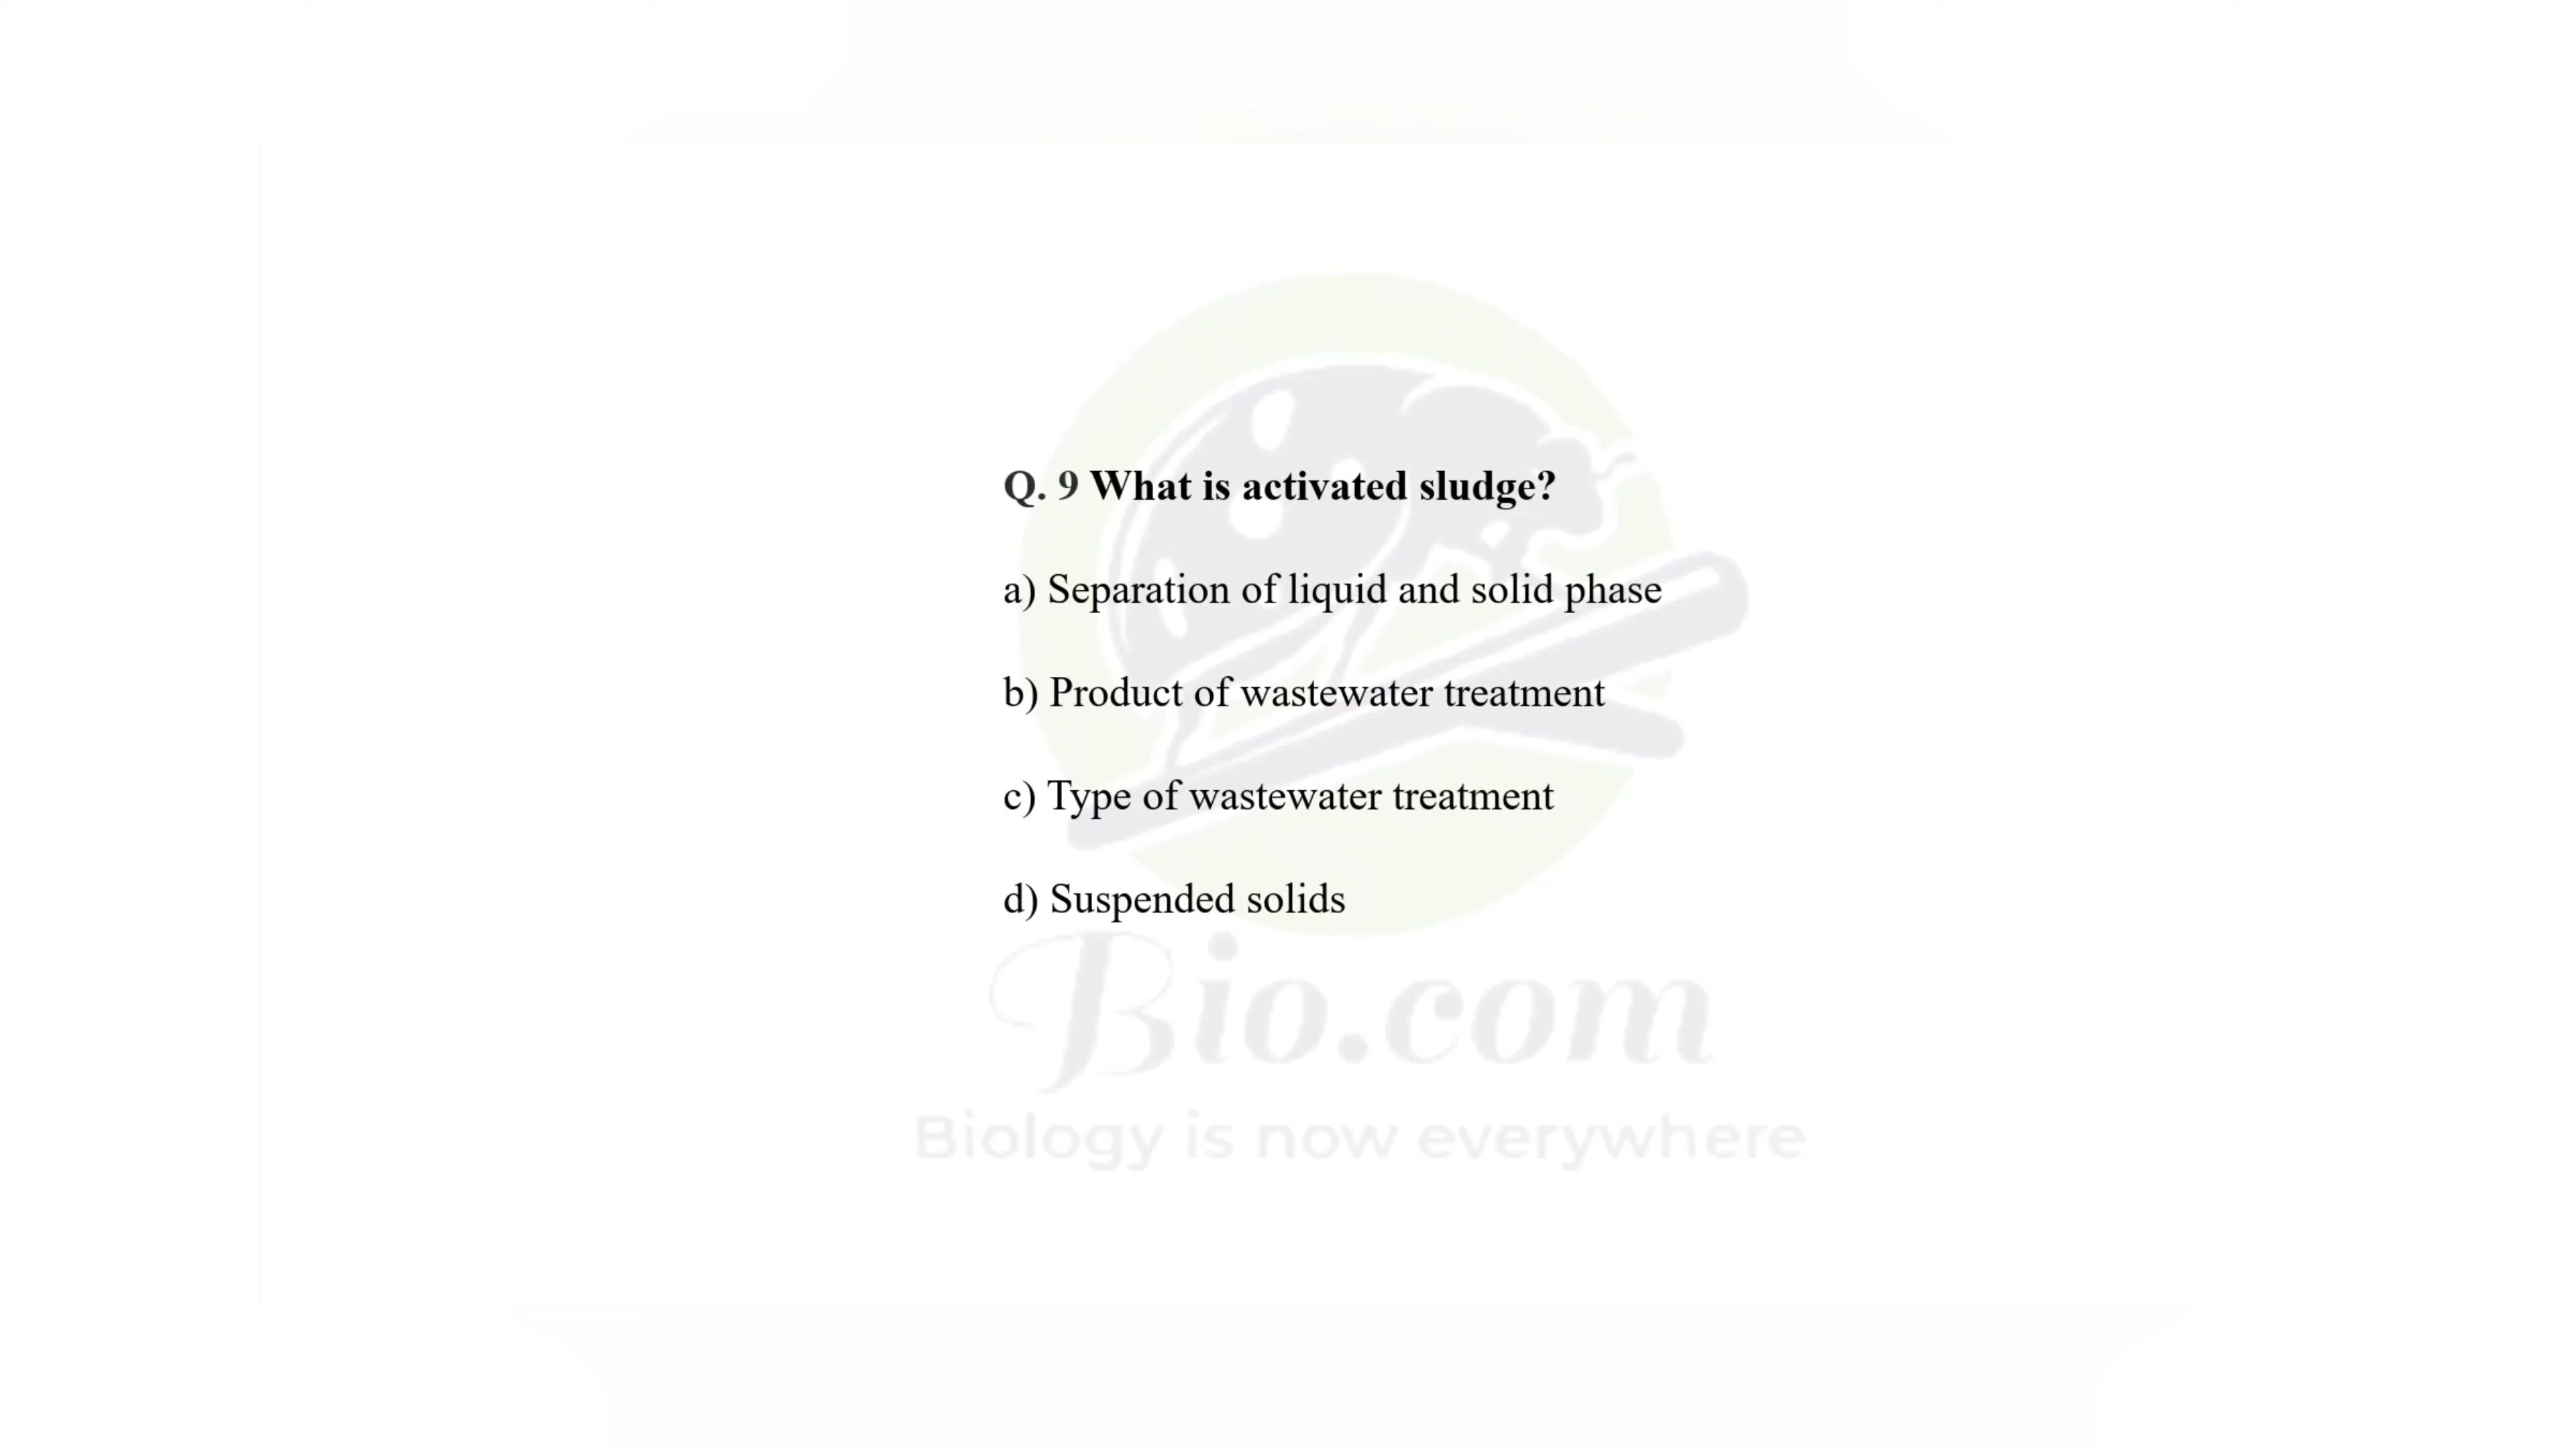 Q. 9 What is activated sludge?
a) Separation of liquid and solid phase
b) Product of wastewater treatment
c) Type of wastewater treatment
d) Suspended solids
Bio.com
Biology is now everywhere